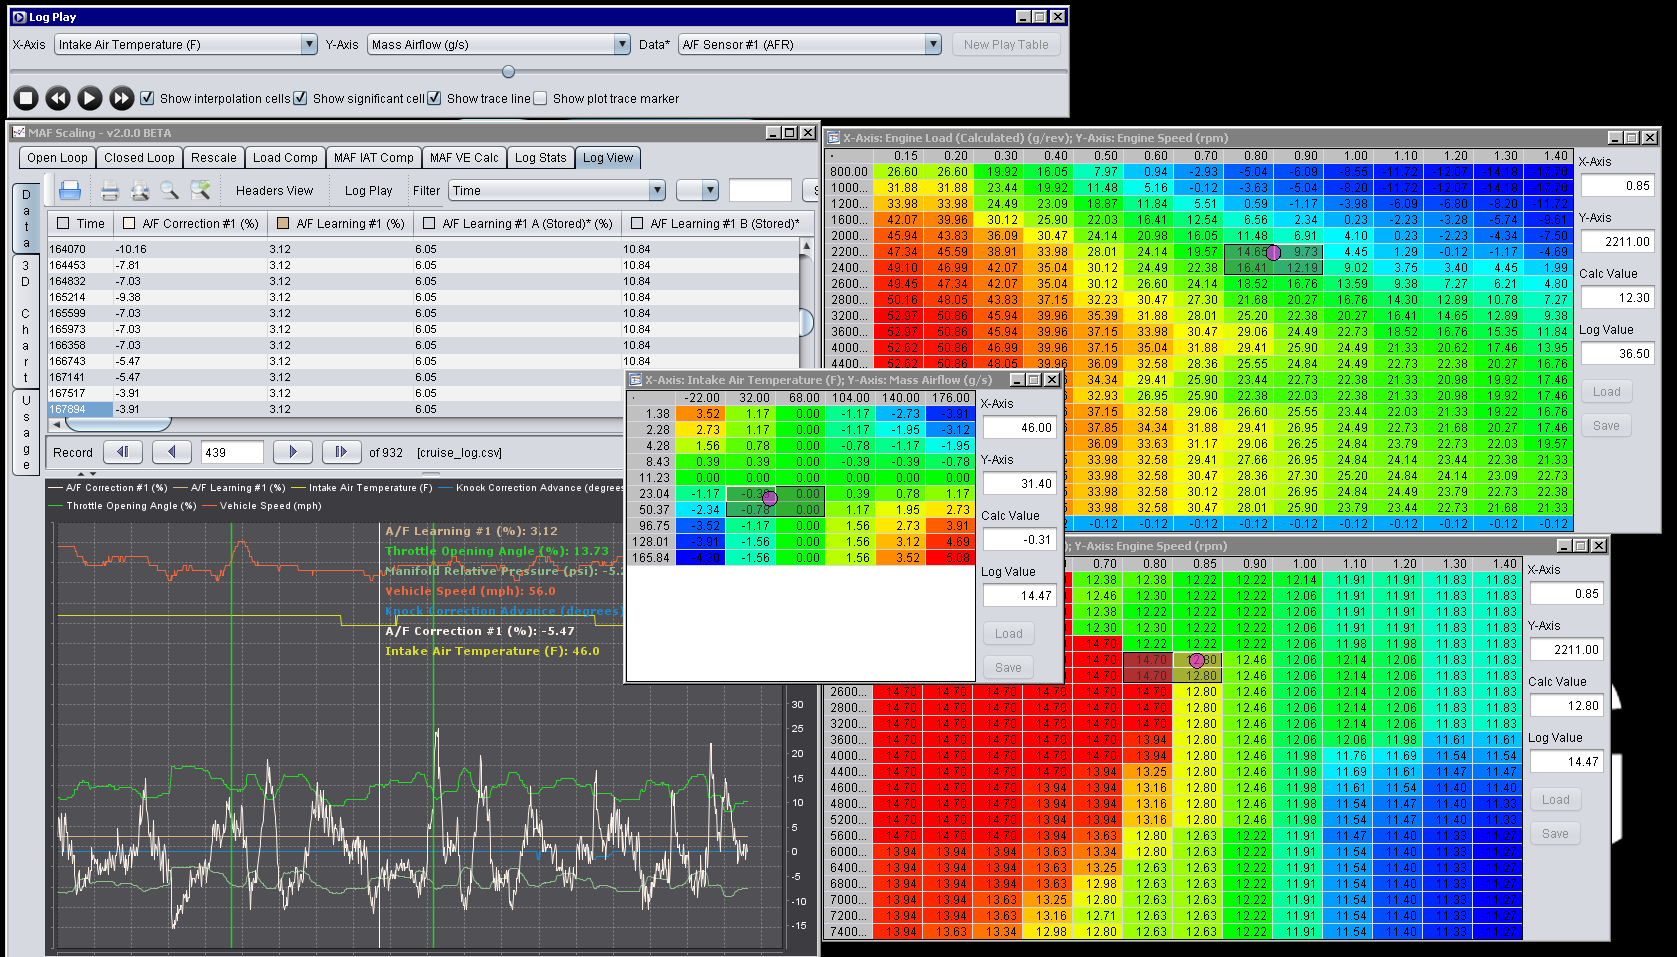 Log Play
X-Axis Intake Air Temperature (F) Y-Axis Mass Airflow (g/s) Data* A/F Sensor #1 (AFR) New Play Table
Show interpolation cells Show significant cell Show trace line Show plot trace marker
MAF Scaling - v2.0.0 BETA
Open Loop Closed Loop Rescale Load Comp MAF IAT Comp MAF VE Calc Log Stats Log View
Data
3D Chart
Usage
Headers View Log Play Filter Time
Time A/F Correction #1 (%) A/F Learning #1 (%) A/F Learning #1 A (Stored)* (%) A/F Learning #1 B (Stored)*
164070 -10.16 3.12 6.05 10.84
164453 -7.81 3.12 6.05 10.84
164832 -7.03 3.12 6.05 10.84
165214 -9.38 3.12 6.05 10.84
165599 -7.03 3.12 6.05 10.84
165973 -7.03 3.12 6.05 10.84
166358 -7.03 3.12 6.05 10.84
166743 -5.47 3.12 6.05 10.84
167141 -5.47 3.12 6.05
167517 -3.91 3.12 6.05
167894 -3.91 3.12 6.05
Record 439 of 932 [cruise_log.csv]
A/F Correction #1 (%) A/F Learning #1 (%) Intake Air Temperature (F) Knock Correction Advance (degrees
Throttle Opening Angle (%) Vehicle Speed (mph)
A/F Learning #1 (%): 3.12
Throttle Opening Angle (%): 13.73
Manifold Relative Pressure (psi): -5.
Vehicle Speed (mph): 56.0
Knock Correction Advance (degrees)
A/F Correction #1 (%): -5.47
Intake Air Temperature (F): 46.0
30
25
20
15
10
5
0
-5
-10
-15
X-Axis: Engine Load (Calculated) (g/rev); Y-Axis: Engine Speed (rpm)
0.15 0.20 0.30 0.40 0.50 0.60 0.70 0.80 0.90 1.00 1.10 1.20 1.30 1.40
800.00 26.60 26.60 19.92 16.05 7.97 0.94 -2.93 -5.04 -6.09 -8.55 -11.72 -12.07 -14.18 -17.70
1000... 31.88 31.88 23.44 19.92 11.48 5.16 -0.12 -3.63 -5.04 -8.20 -11.72 -12.07 -14.18 -17.70
1200... 33.98 33.98 24.49 23.09 18.87 11.84 5.51 0.59 -1.17 -3.98 -6.09 -6.80 -8.20 -11.72
1600... 42.07 39.96 30.12 25.90 22.03 16.41 12.54 6.56 2.34 0.23 -2.23 -3.28 -5.74 -9.61
2000... 45.94 43.83 36.09 30.47 24.14 20.98 16.05 11.48 6.91 4.10 0.23 -2.23 -4.34 -7.50
2200... 47.34 45.59 38.91 33.98 28.01 24.14 19.57 14.65 9.73 4.45 1.29 -0.12 -1.17 -4.69
2400... 49.10 46.99 42.07 35.04 30.12 24.49 22.38 16.41 12.19 9.02 3.75 3.40 4.45 1.99
2600... 49.45 47.34 42.07 35.04 30.12 26.60 24.14 18.52 16.76 13.59 9.38 7.27 6.21 4.80
2800... 50.16 48.05 43.83 37.15 32.23 30.47 27.30 21.68 20.27 16.76 14.30 12.89 10.78 7.27
3200... 52.97 50.86 45.94 39.96 35.39 31.88 28.01 25.20 22.38 20.27 16.41 14.65 12.89 9.38
3600... 52.97 50.86 45.94 39.96 37.15 33.98 30.47 29.06 24.49 22.73 18.52 16.76 15.35 11.84
4000... 52.62 50.86 46.99 39.96 37.15 35.04 31.88 29.41 25.90 24.49 21.33 20.62 17.46 13.95
4400... 52.62 50.86 48.05 39.96 36.09 31.88 28.36 25.55 24.84 24.49 22.73 22.38 20.27 16.76
34.34 29.41 25.90 23.44 22.73 22.38 21.33 20.98 19.92 17.46
32.93 26.95 25.90 22.38 22.38 22.03 21.33 20.98 19.92 17.46
37.15 32.58 29.06 26.60 25.55 23.44 22.03 21.33 19.22 16.76
37.85 34.34 31.88 29.41 26.95 24.49 22.73 21.68 20.27 17.46
36.09 33.63 31.17 29.06 26.25 24.84 23.79 22.73 22.03 19.57
33.98 32.58 29.41 27.66 26.95 24.84 24.14 23.44 22.38 21.33
33.98 32.58 30.82 28.36 27.30 25.20 24.84 24.14 23.09 21.33
33.98 32.58 30.12 28.01 26.95 24.84 24.49 23.79 22.73 22.38
33.98 32.58 30.47 28.01 25.90 23.79 23.44 22.73 21.68 21.33
-0.12 -0.12 -0.12 -0.12 -0.12 -0.12 -0.12 -0.12 -0.12 -0.12
X-Axis
0.85
Y-Axis
2211.00
Calc Value
12.30
Log Value
36.50
Load
Save
X-Axis: Intake Air Temperature (F); Y-Axis: Mass Airflow (g/s)
-22.00 32.00 68.00 104.00 140.00 176.00
1.38 3.52 1.17 0.00 -1.17 -2.73 -3.91
2.28 2.73 1.17 0.00 -1.17 -1.95 -3.12
4.28 1.56 0.78 0.00 -0.78 -1.17 -1.95
8.43 0.39 0.39 0.00 -0.39 -0.39 -0.78
11.23 0.00 0.00 0.00 0.00 0.00 0.00
23.04 -1.17 0.00 0.39 0.78 1.17
50.37 -2.34 -0.78 0.00 1.17 1.95 2.73
96.75 -3.52 -1.17 0.00 1.56 2.73 3.91
128.01 -3.91 -1.56 0.00 1.56 3.12 4.69
165.84 -4.30 -1.56 0.00 1.56 3.52 5.08
X-Axis
46.00
Y-Axis
31.40
Calc Value
-0.31
Log Value
14.47
Load
Save
); Y-Axis: Engine Speed (rpm)
0.70 0.80 0.85 0.90 1.00 1.10 1.20 1.30 1.40
12.38 12.38 12.22 12.22 12.14 11.91 11.91 11.83 11.83
12.46 12.30 12.22 12.22 12.06 11.91 11.91 11.83 11.83
12.38 12.38 12.22 12.22 12.06 11.91 11.91 11.83 11.83
12.30 12.30 12.22 12.22 12.06 11.91 11.91 11.83 11.83
14.70 12.22 12.22 12.22 12.06 11.98 11.98 11.83 11.83
14.70 14.70 12.80 12.46 12.06 12.14 12.06 11.83 11.83
14.70 14.70 12.80 12.46 12.06 12.14 12.06 11.83 11.83
2600... 14.70 14.70 14.70 14.70 14.70 14.70 12.80 12.46 12.06 12.14 12.06 11.83 11.83
2800... 14.70 14.70 14.70 14.70 14.70 14.70 12.80 12.46 12.06 12.14 12.06 11.83 11.83
3200... 14.70 14.70 14.70 14.70 14.70 14.70 12.80 12.46 12.06 12.14 12.06 11.83 11.83
3600... 14.70 14.70 14.70 14.70 14.70 13.94 12.80 12.46 12.06 12.06 11.98 11.61 11.61
4000... 14.70 14.70 14.70 14.70 14.70 13.94 12.80 12.46 11.98 11.76 11.69 11.54 11.54
4400... 14.70 14.70 14.70 14.70 13.94 13.25 12.80 12.46 11.98 11.69 11.61 11.47 11.47
4600... 14.70 14.70 14.70 13.94 13.94 13.16 12.80 12.46 11.98 11.61 11.54 11.40 11.40
4800... 14.70 14.70 14.70 13.94 13.94 13.16 12.80 12.46 11.98 11.54 11.47 11.40 11.33
5200... 14.70 14.70 14.70 13.94 13.94 13.16 12.80 12.46 11.98 11.54 11.47 11.40 11.33
5600... 14.70 14.70 14.70 13.94 13.63 12.80 12.63 12.22 11.91 11.47 11.40 11.33
6000... 13.94 13.94 13.94 13.63 13.34 12.80 12.63 12.22 11.91 11.54 11.40 11.33
6400... 13.94 13.94 13.94 13.63 13.25 12.63 12.63 12.22 11.91 11.54 11.40 11.33
6800... 13.94 13.94 13.94 13.63 12.98 12.63 12.63 12.22 11.91 11.54 11.40 11.33
7000... 13.94 13.94 13.63 13.25 12.80 12.63 12.63 12.22 11.91 11.54 11.40 11.33
7200... 13.94 13.94 13.63 13.16 12.71 12.63 12.63 12.22 11.91 11.54 11.40 11.33
7400... 13.94 13.63 13.34 12.98 12.80 12.63 12.63 12.22 11.91 11.54 11.40 11.33
X-Axis
0.85
Y-Axis
2211.00
Calc Value
12.80
Log Value
14.47
Load
Save